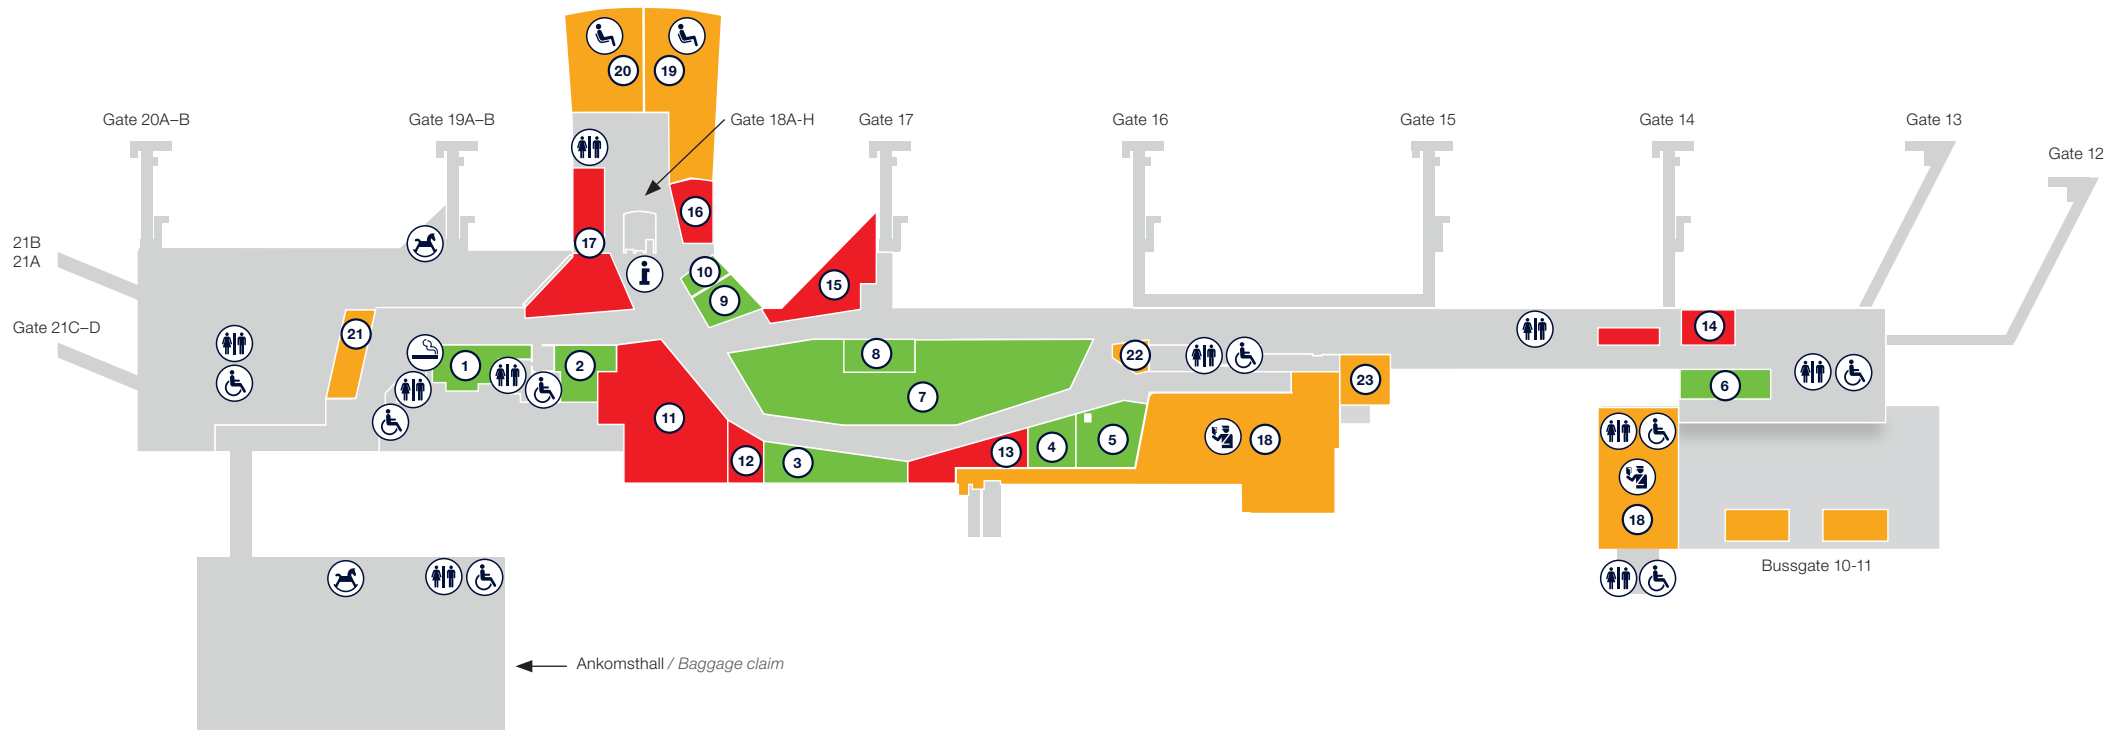 20
19
Gate 20A–B
Gate 19A–B
Gate 18A-H
Gate 17
Gate 16
Gate 15
Gate 14
Gate 13
Gate 12
16
21B
21A
17
10
9
15
Gate 21C–D
21
14
1
2
8
22
23
6
7
11
12
3
13
4
5
18
18
Bussgate 10-11
Ankomsthall / Baggage claim